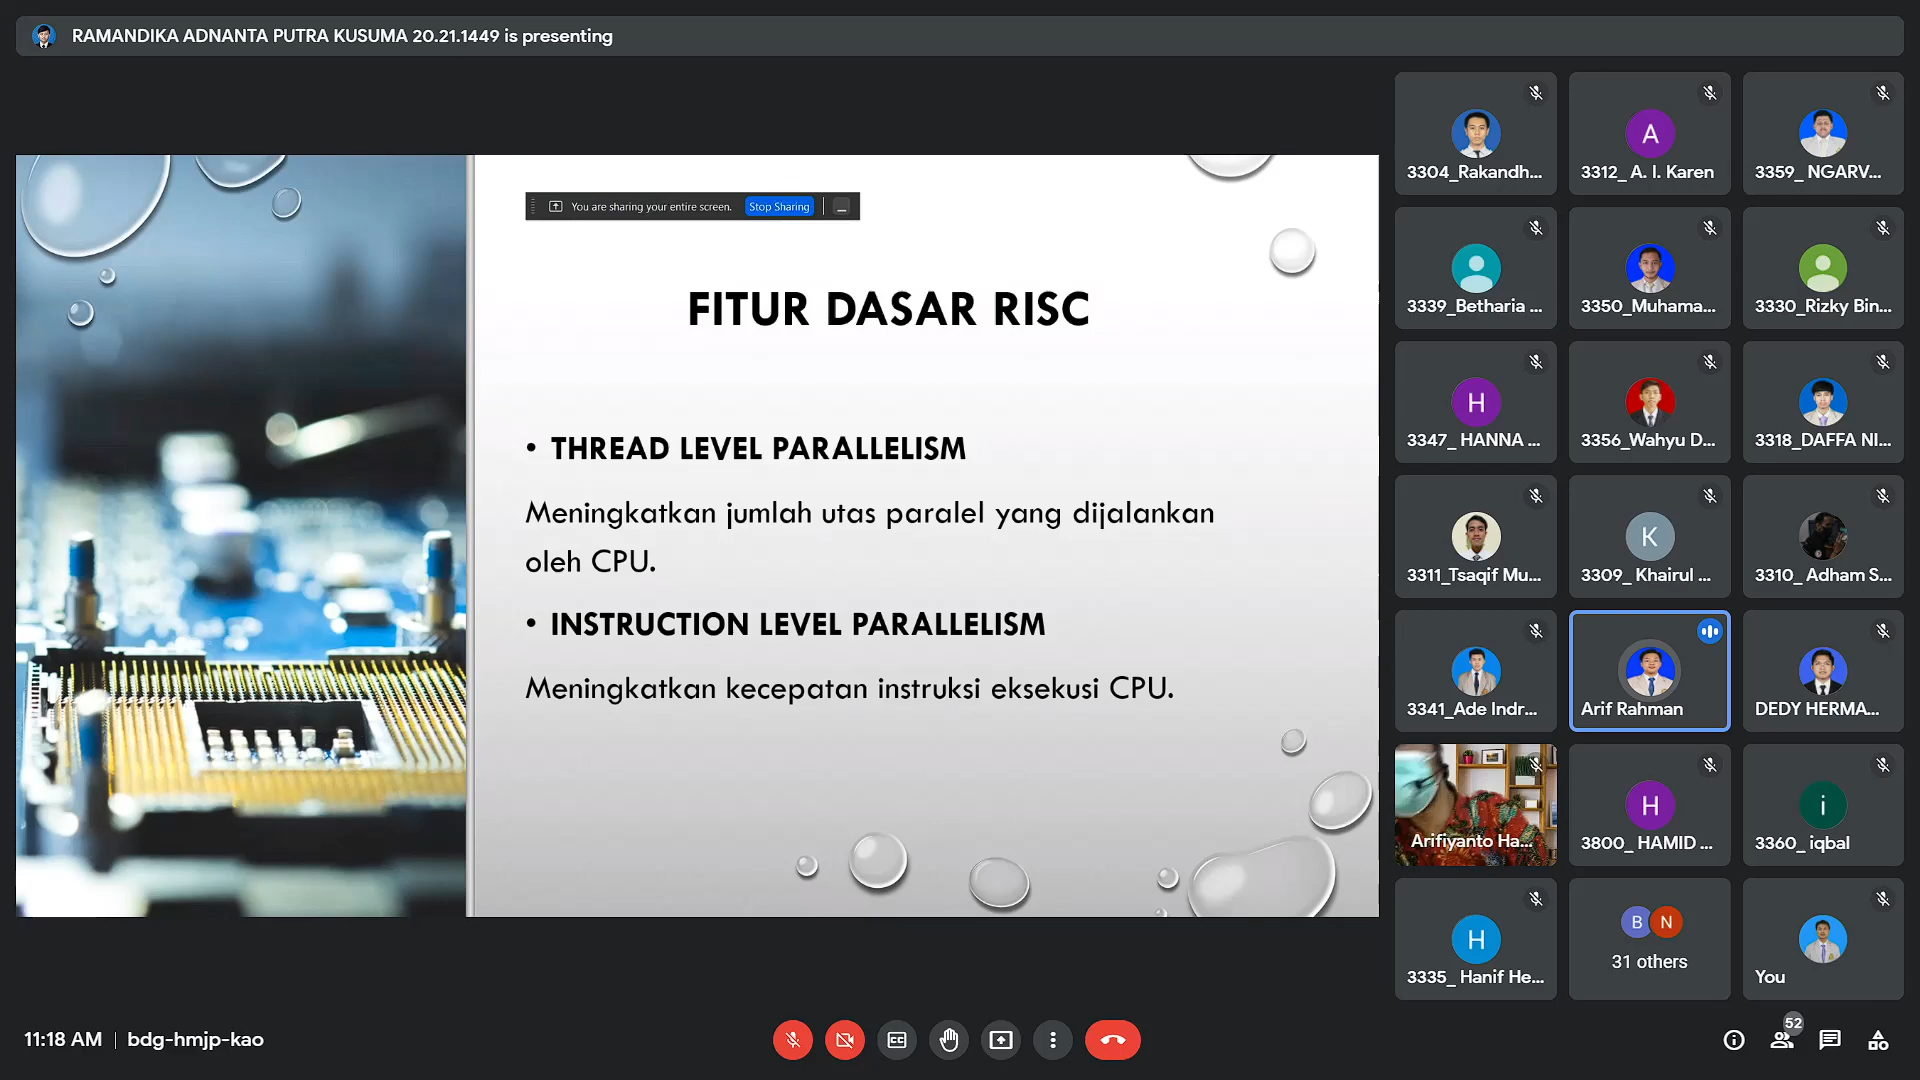 RAMANDIKA ADNANTA PUTRA KUSUMA 20.21.1449 is presenting
You are sharing your entire screen.
Stop Sharing
FITUR DASAR RISC
• THREAD LEVEL PARALLELISM
Meningkatkan jumlah utas paralel yang dijalankan
oleh CPU.
• INSTRUCTION LEVEL PARALLELISM
Meningkatkan kecepatan instruksi eksekusi CPU.
3304_Rakandh...
A
3312_ A. I. Karen
3359_ NGARV...
3339_Betharia ...
3350_Muhama...
3330_Rizky Bin...
H
3347_ HANNA ...
3356_Wahyu D...
3318_DAFFA NI...
3311_Tsaqif Mu...
K
3309_ Khairul ...
3310_ Adham S...
3341_Ade Indr...
Arif Rahman
DEDY HERMA...
Arifiyanto Ha...
H
3800_ HAMID ...
i
3360_ iqbal
H
3335_ Hanif He...
B N
31 others
You
11:18 AM | bdg-hmjp-kao
52